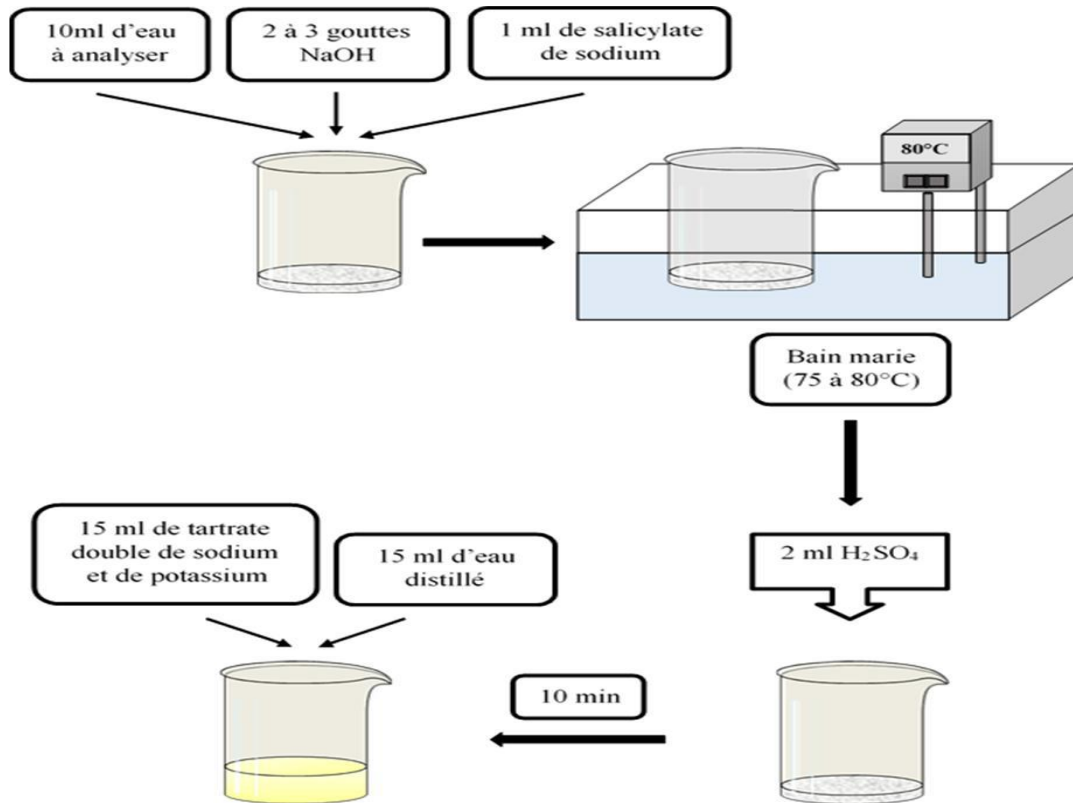 10ml d'eau
à analyser
2 à 3 gouttes
NaOH
1 ml de salicylate
de sodium
80°C
Bain marie
(75 à 80°C)
2 ml H₂SO₄
10 min
15 ml de tartrate
double de sodium
et de potassium
15 ml d'eau
distillé